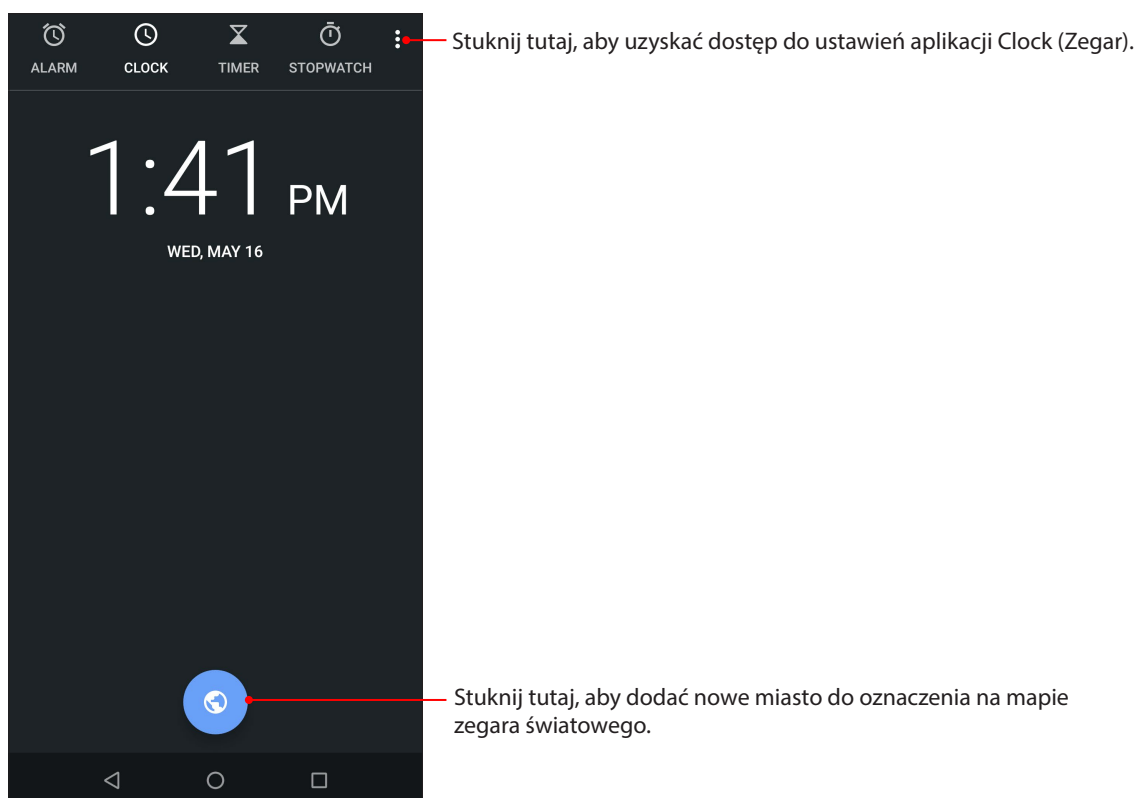 ALARM CLOCK TIMER STOPWATCH
Stuknij tutaj, aby uzyskać dostęp do ustawień aplikacji Clock (Zegar).
1:41 PM
WED, MAY 16
Stuknij tutaj, aby dodać nowe miasto do oznaczenia na mapie
zegara światowego.